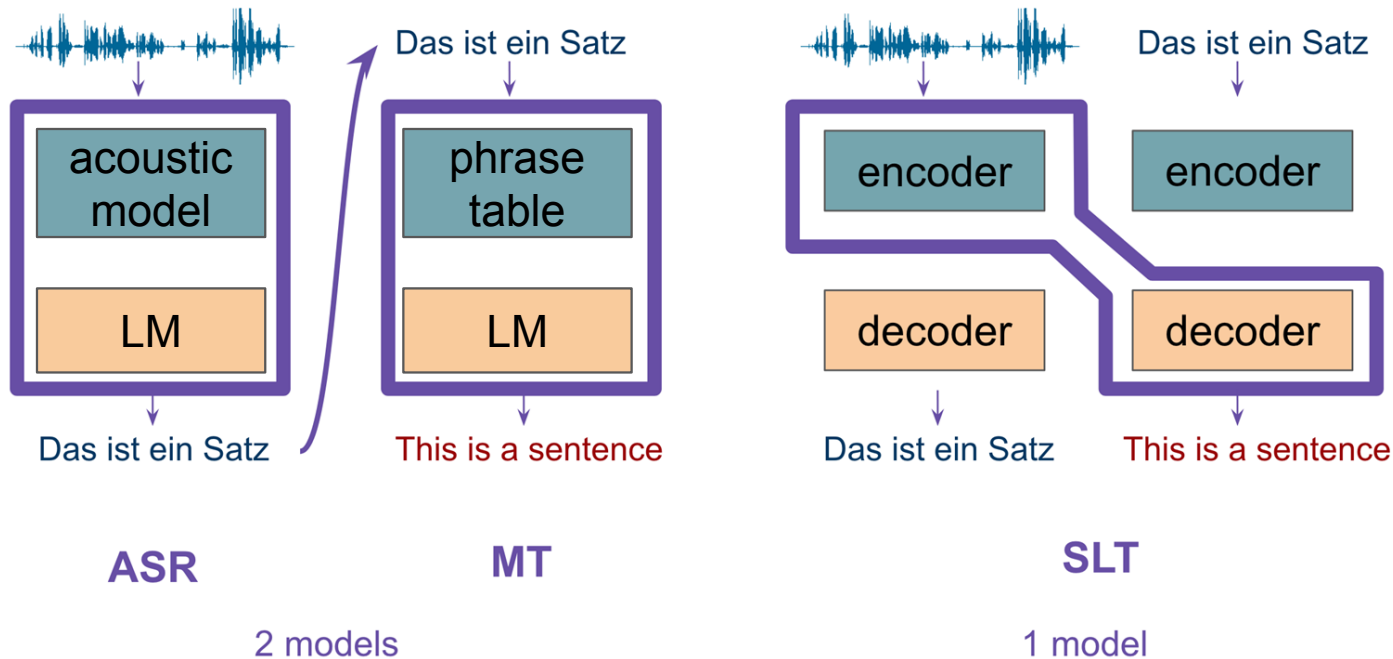 Das ist ein Satz
acoustic
model
LM
Das ist ein Satz
phrase
table
LM
This is a sentence
ASR
MT
2 models
Das ist ein Satz
encoder
encoder
decoder
decoder
Das ist ein Satz
This is a sentence
SLT
1 model